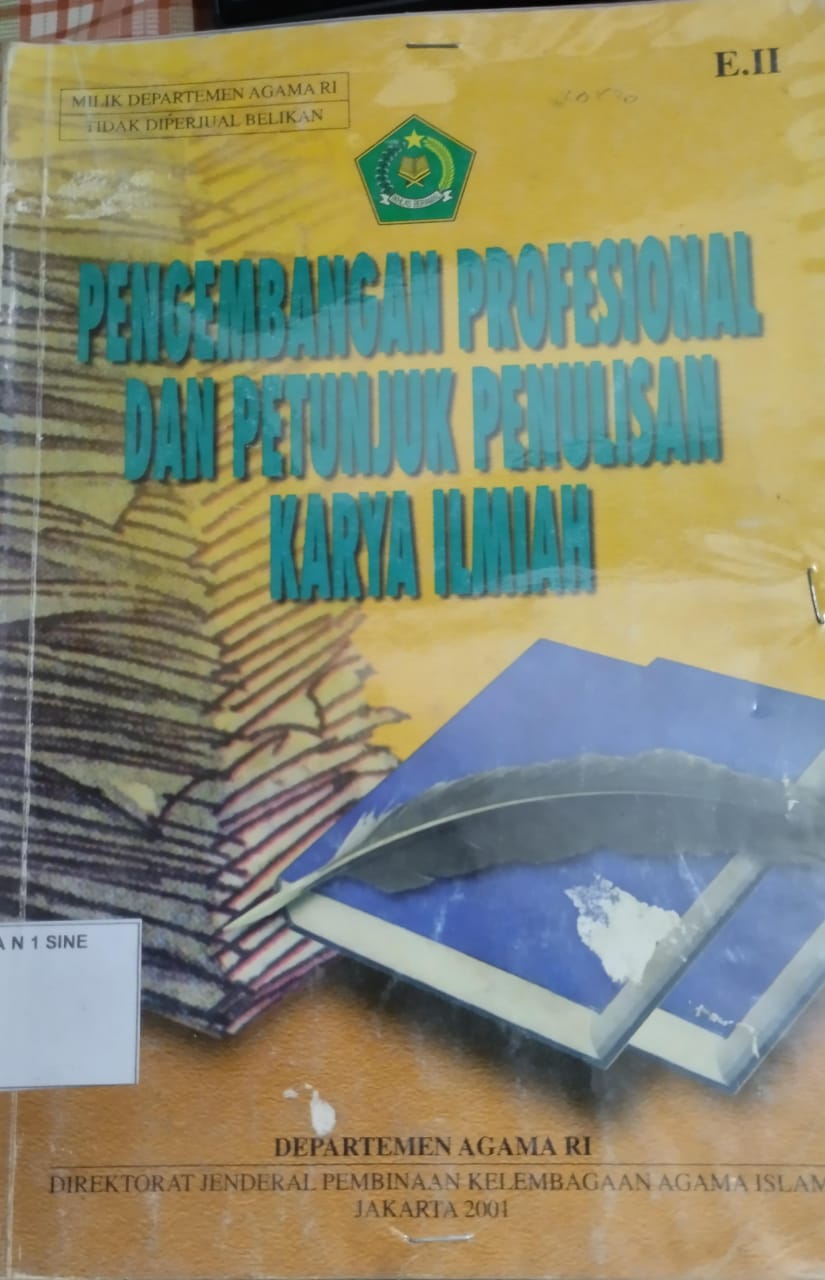 MILIK DEPARTEMEN AGAMA RI
TIDAK DIPERJUAL BELIKAN
E.II
PENGEMBANGAN PROFESIONAL
DAN PETUNJUK PENULISAN
KARYA ILMIAH
A N 1 SINE
DEPARTEMEN AGAMA RI
DIREKTORAT JENDERAL PEMBINAAN KELEMBAGAAN AGAMA ISLAM
JAKARTA 2001